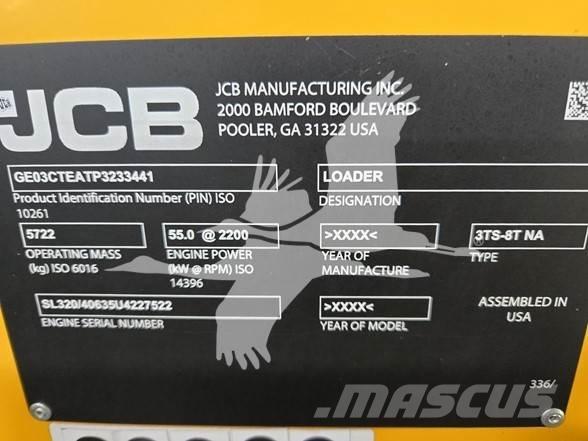 JCB
JCB MANUFACTURING INC.
2000 BAMFORD BOULEVARD
POOLER, GA 31322 USA
GE03CTEATP3233441
Product Identification Number (PIN) ISO
10261
LOADER
DESIGNATION
5722
OPERATING MASS
(kg) ISO 6016
55.0 @ 2200
ENGINE POWER
(kW @ RPM) ISO
14396
>XXXX<
YEAR OF
MANUFACTURE
3TS-8T NA
TYPE
SL320/40635U4227522
ENGINE SERIAL NUMBER
>XXXX<
YEAR OF MODEL
ASSEMBLED IN
USA
336/
MASCUS